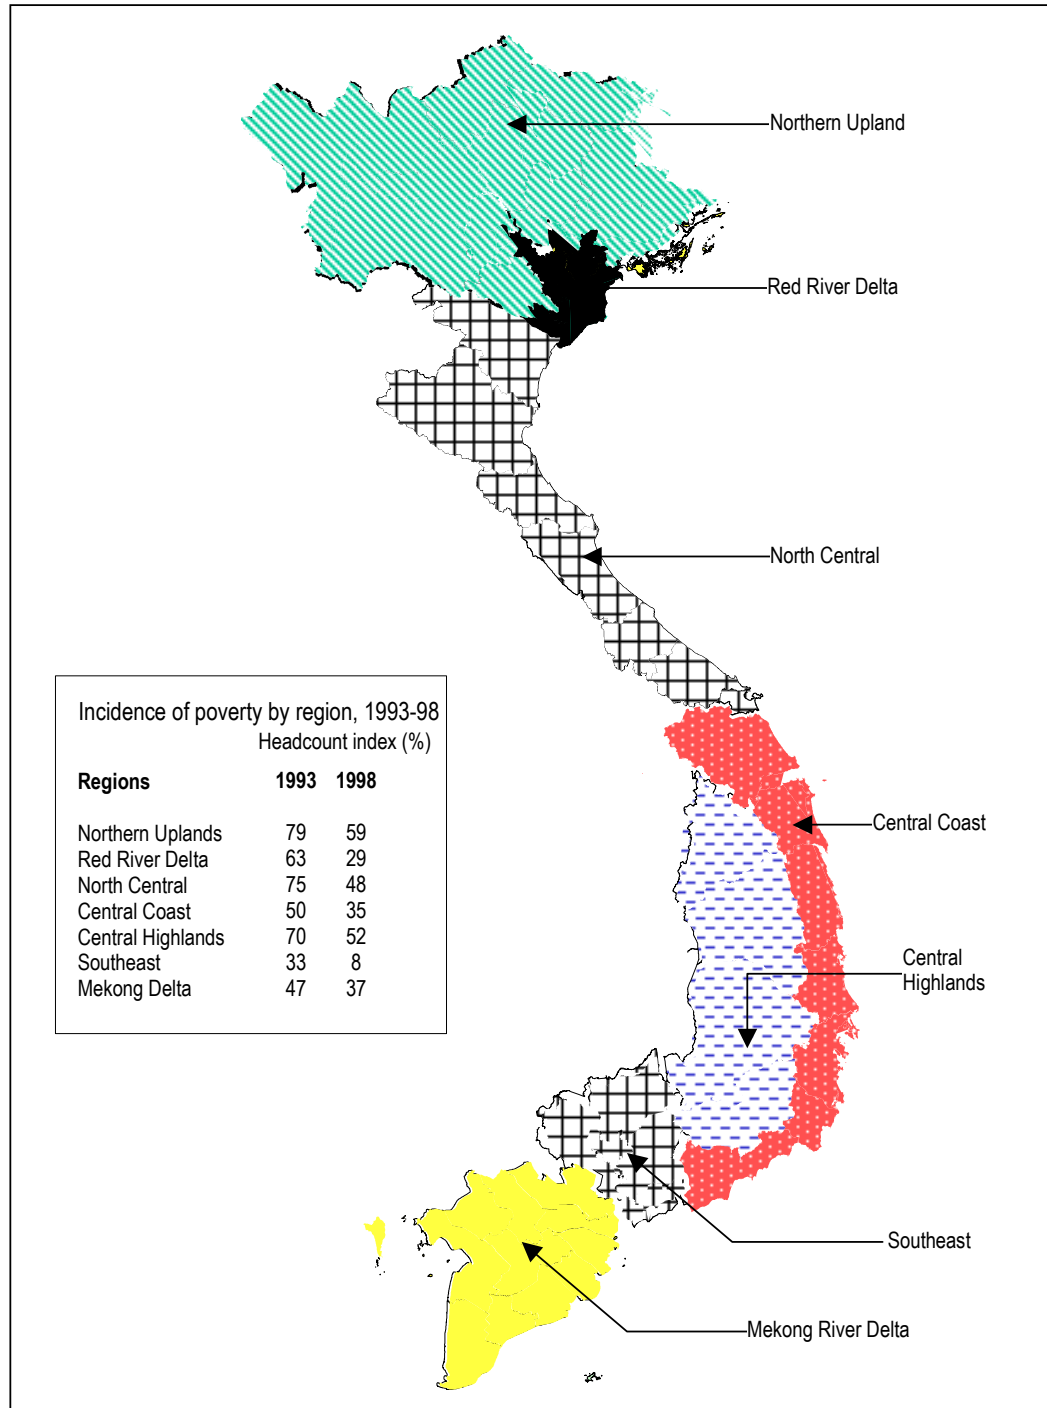 Northern Upland
Red River Delta
North Central
Incidence of poverty by region, 1993-98
Headcount index (%)
Regions 1993 1998
Northern Uplands 79 59
Red River Delta 63 29
North Central 75 48
Central Coast 50 35
Central Highlands 70 52
Southeast 33 8
Mekong Delta 47 37
Central Coast
Central
Highlands
Southeast
Mekong River Delta